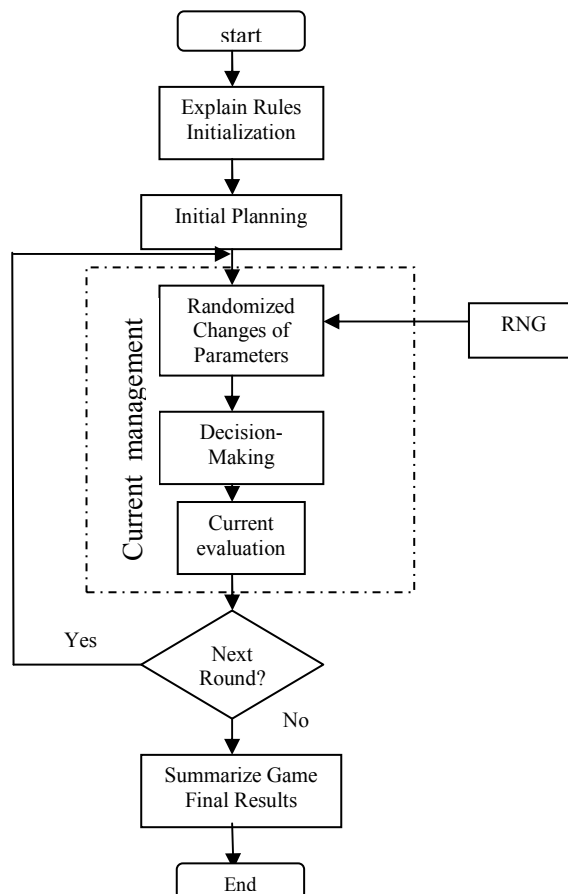 start
Explain Rules
Initialization
Initial Planning
Randomized
Changes of
Parameters
RNG
Current management
Decision-
Making
Current
evaluation
Yes
Next
Round?
No
Summarize Game
Final Results
End